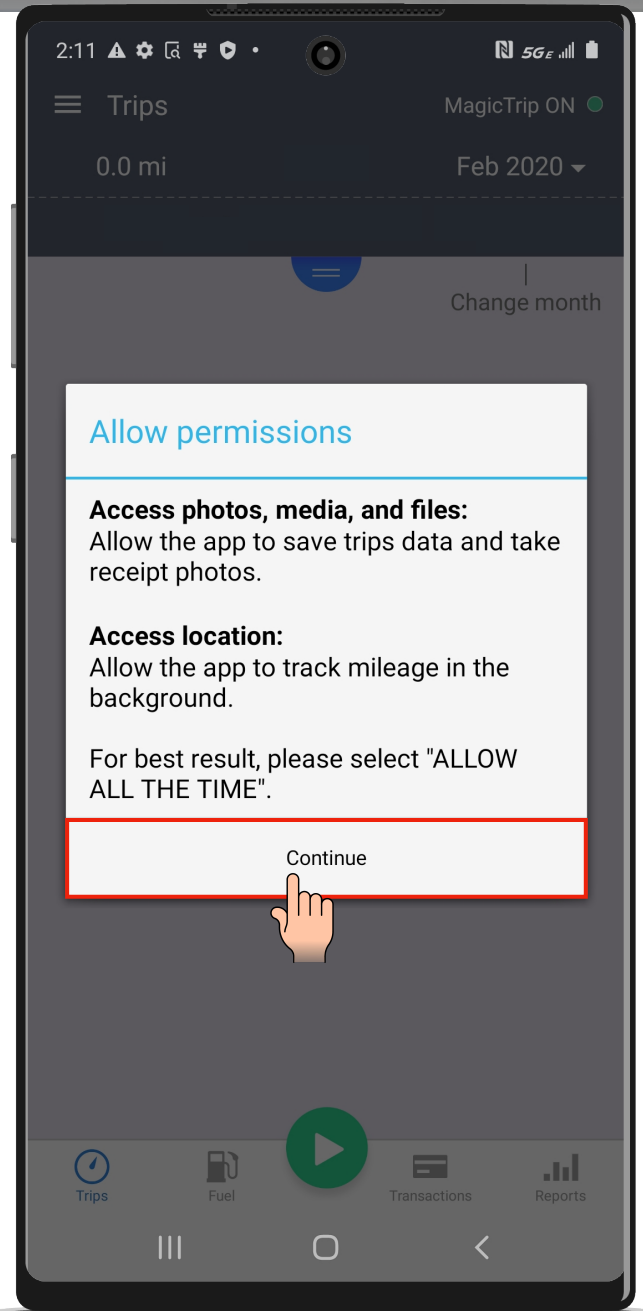 2:11 5GE
Trips MagicTrip ON
0.0 mi Feb 2020
Change month
Allow permissions
Access photos, media, and files:
Allow the app to save trips data and take
receipt photos.
Access location:
Allow the app to track mileage in the
background.
For best result, please select "ALLOW
ALL THE TIME".
Continue
Trips Fuel Transactions Reports